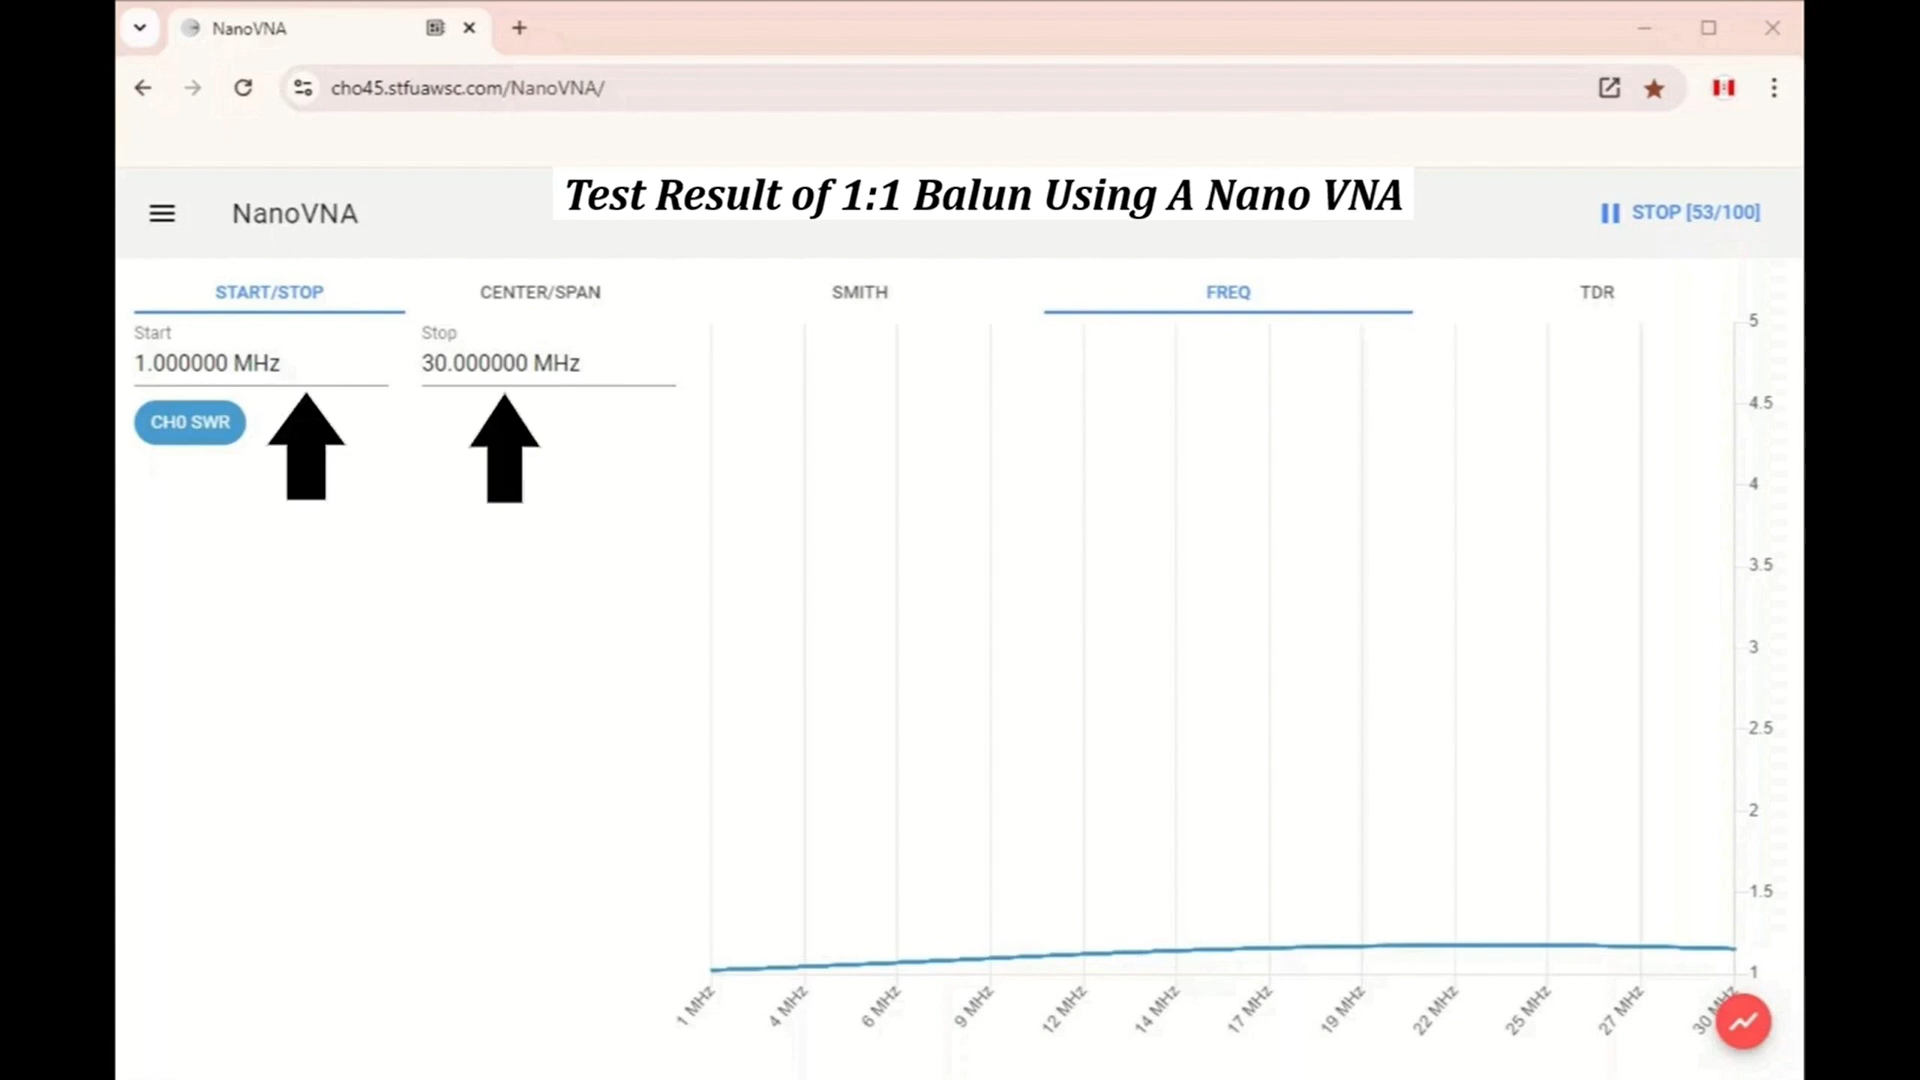 NanoVNA
cho45.stfuawsc.com/NanoVNA/
Test Result of 1:1 Balun Using A Nano VNA
NanoVNA
STOP [53/100]
START/STOP
CENTER/SPAN
SMITH
FREQ
TDR
Start
1.000000 MHz
Stop
30.000000 MHz
CH0 SWR
5
4.5
4
3.5
3
2.5
2
1.5
1
1 MHz
4 MHz
6 MHz
9 MHz
12 MHz
14 MHz
17 MHz
19 MHz
22 MHz
25 MHz
27 MHz
30 MHz